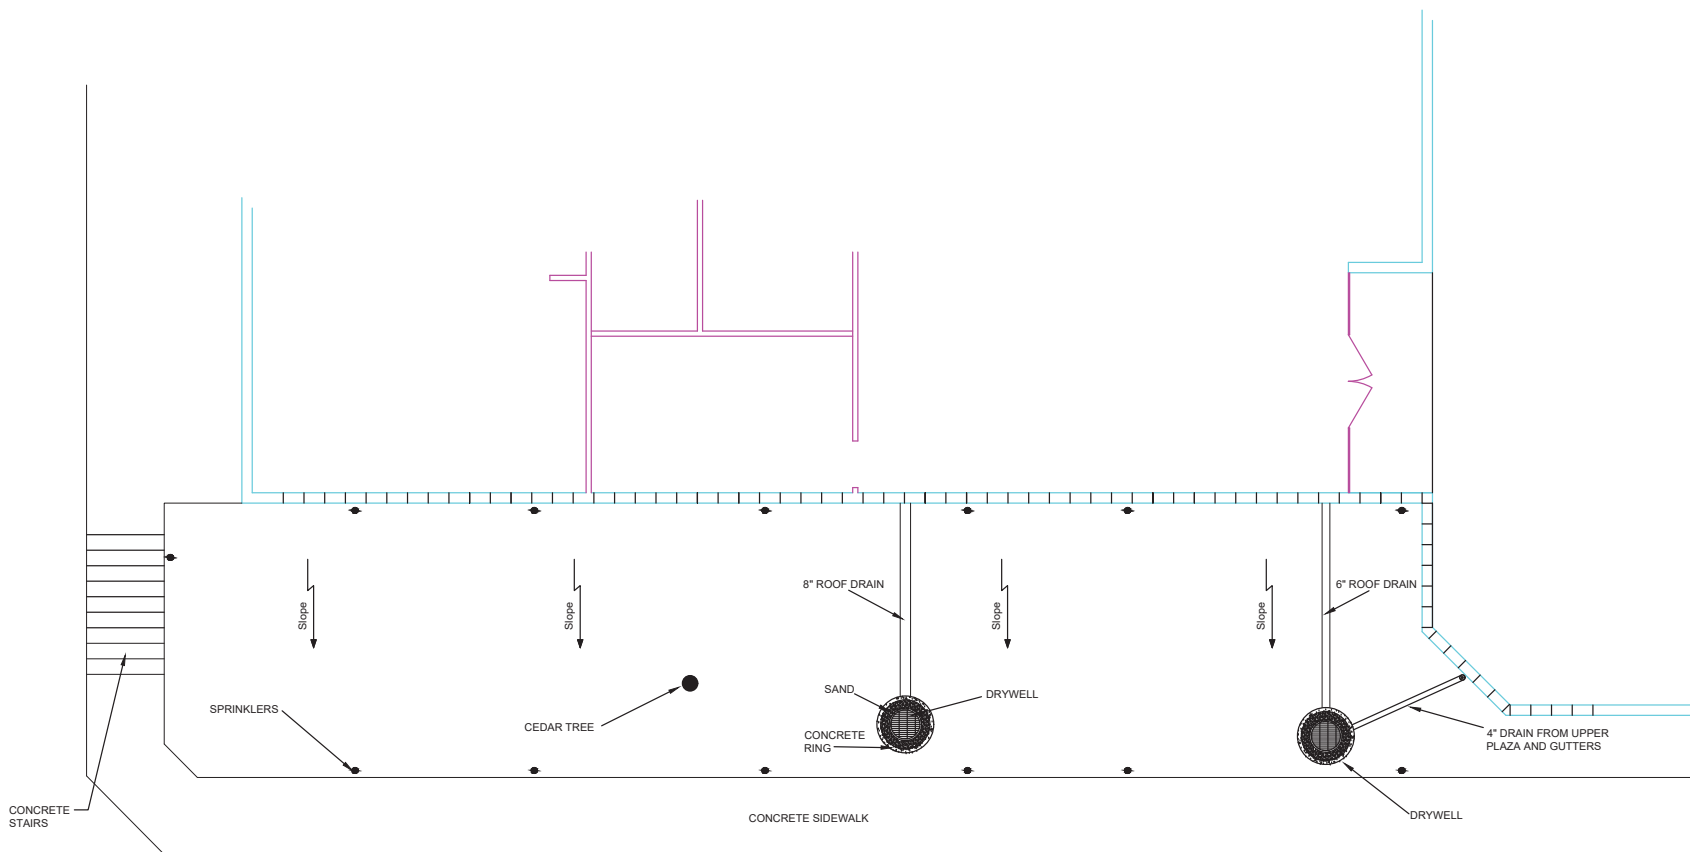 8" ROOF DRAIN
6" ROOF DRAIN
Slope
Slope
Slope
Slope
SAND
DRYWELL
SPRINKLERS
CEDAR TREE
CONCRETE
RING
4" DRAIN FROM UPPER
PLAZA AND GUTTERS
CONCRETE
STAIRS
CONCRETE SIDEWALK
DRYWELL